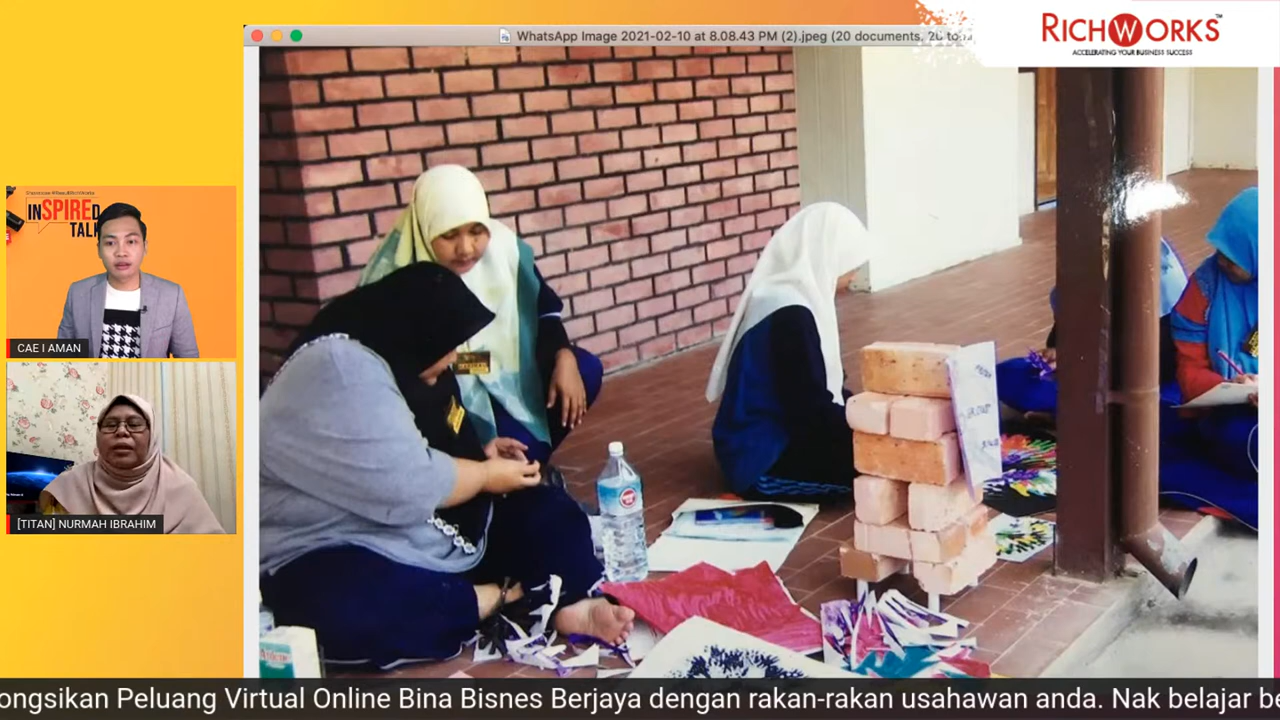 WhatsApp Image 2021-02-10 at 8.08.43 PM (2).jpeg (20 documents, 20
RICHWORKS™
ACCELERATING YOUR BUSINESS SUCCESS
INSPIRED
TALK
CAE I AMAN
[TITAN] NURMAH IBRAHIM
ongsikan Peluang Virtual Online Bina Bisnes Berjaya dengan rakan-rakan usahawan anda. Nak belajar be